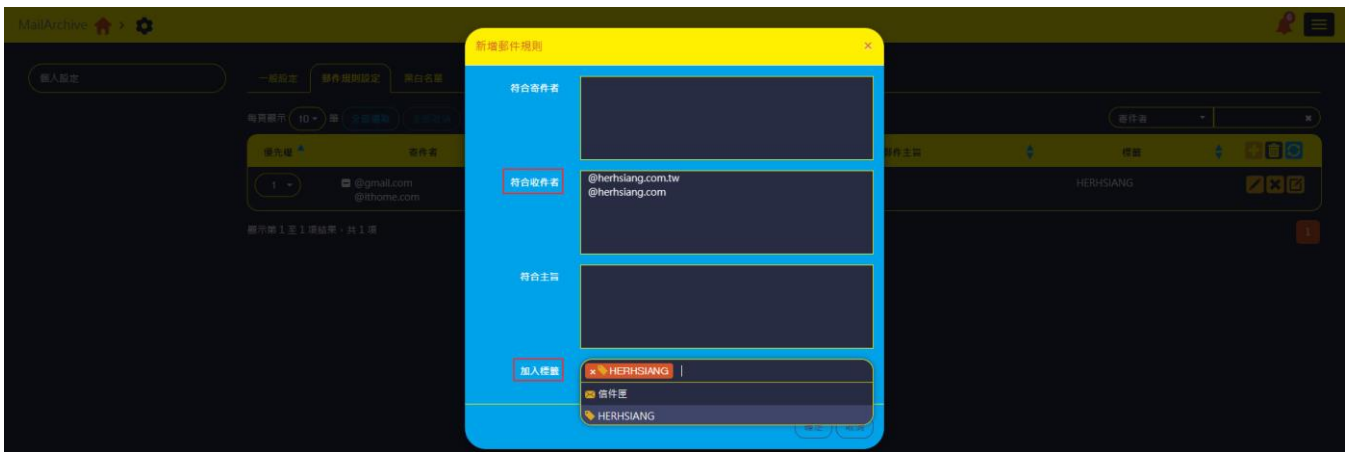 MailArchive
新增郵件規則
×
個人設定
一般設定 郵件規則設定 黑白名單
每頁顯示 10 筆
寄件者
優先權 寄件者 郵件主旨 標籤
1 @gmail.com
@ithome.com
HERHSIANG
顯示第 1 至 1 項結果，共 1 項
1
符合寄件者
符合收件者
@herhsiang.com.tw
@herhsiang.com
符合主旨
加入標籤
× HERHSIANG
信件匣
HERHSIANG
確定 取消